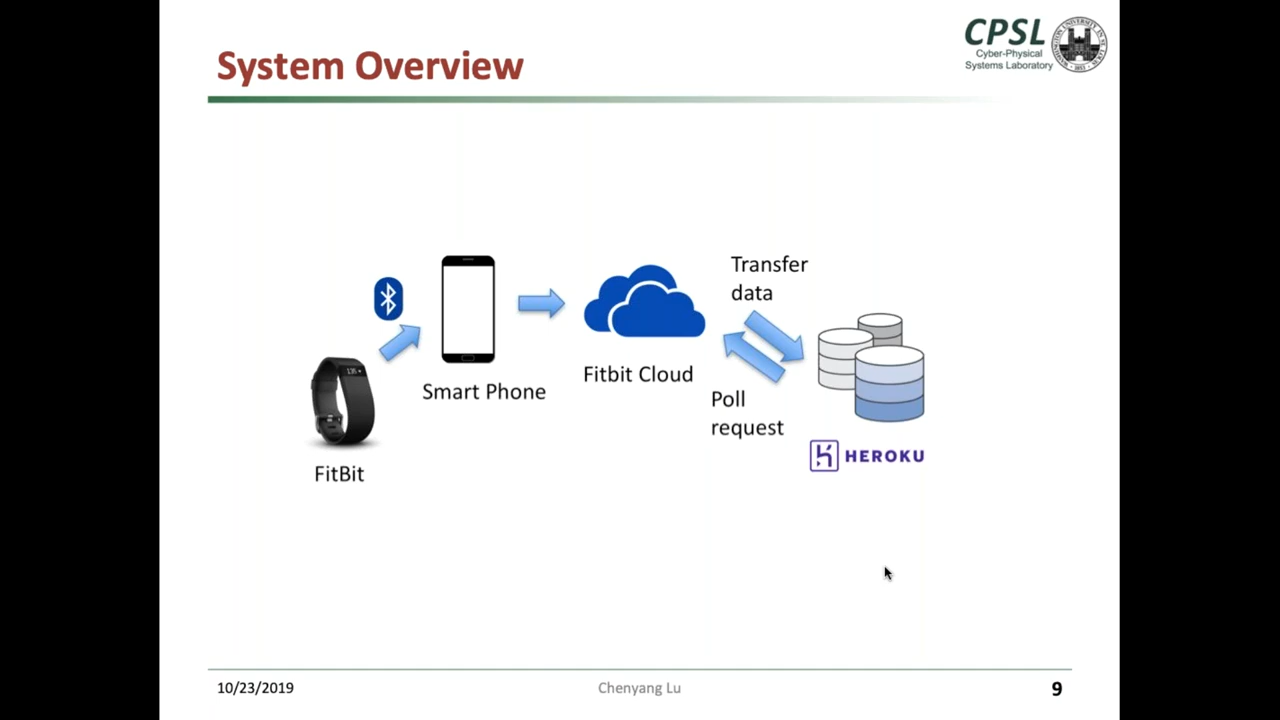 System Overview
CPSL
Cyber-Physical
Systems Laboratory
Transfer
data
Smart Phone
Fitbit Cloud
Poll
request
HEROKU
FitBit
10/23/2019
Chenyang Lu
9